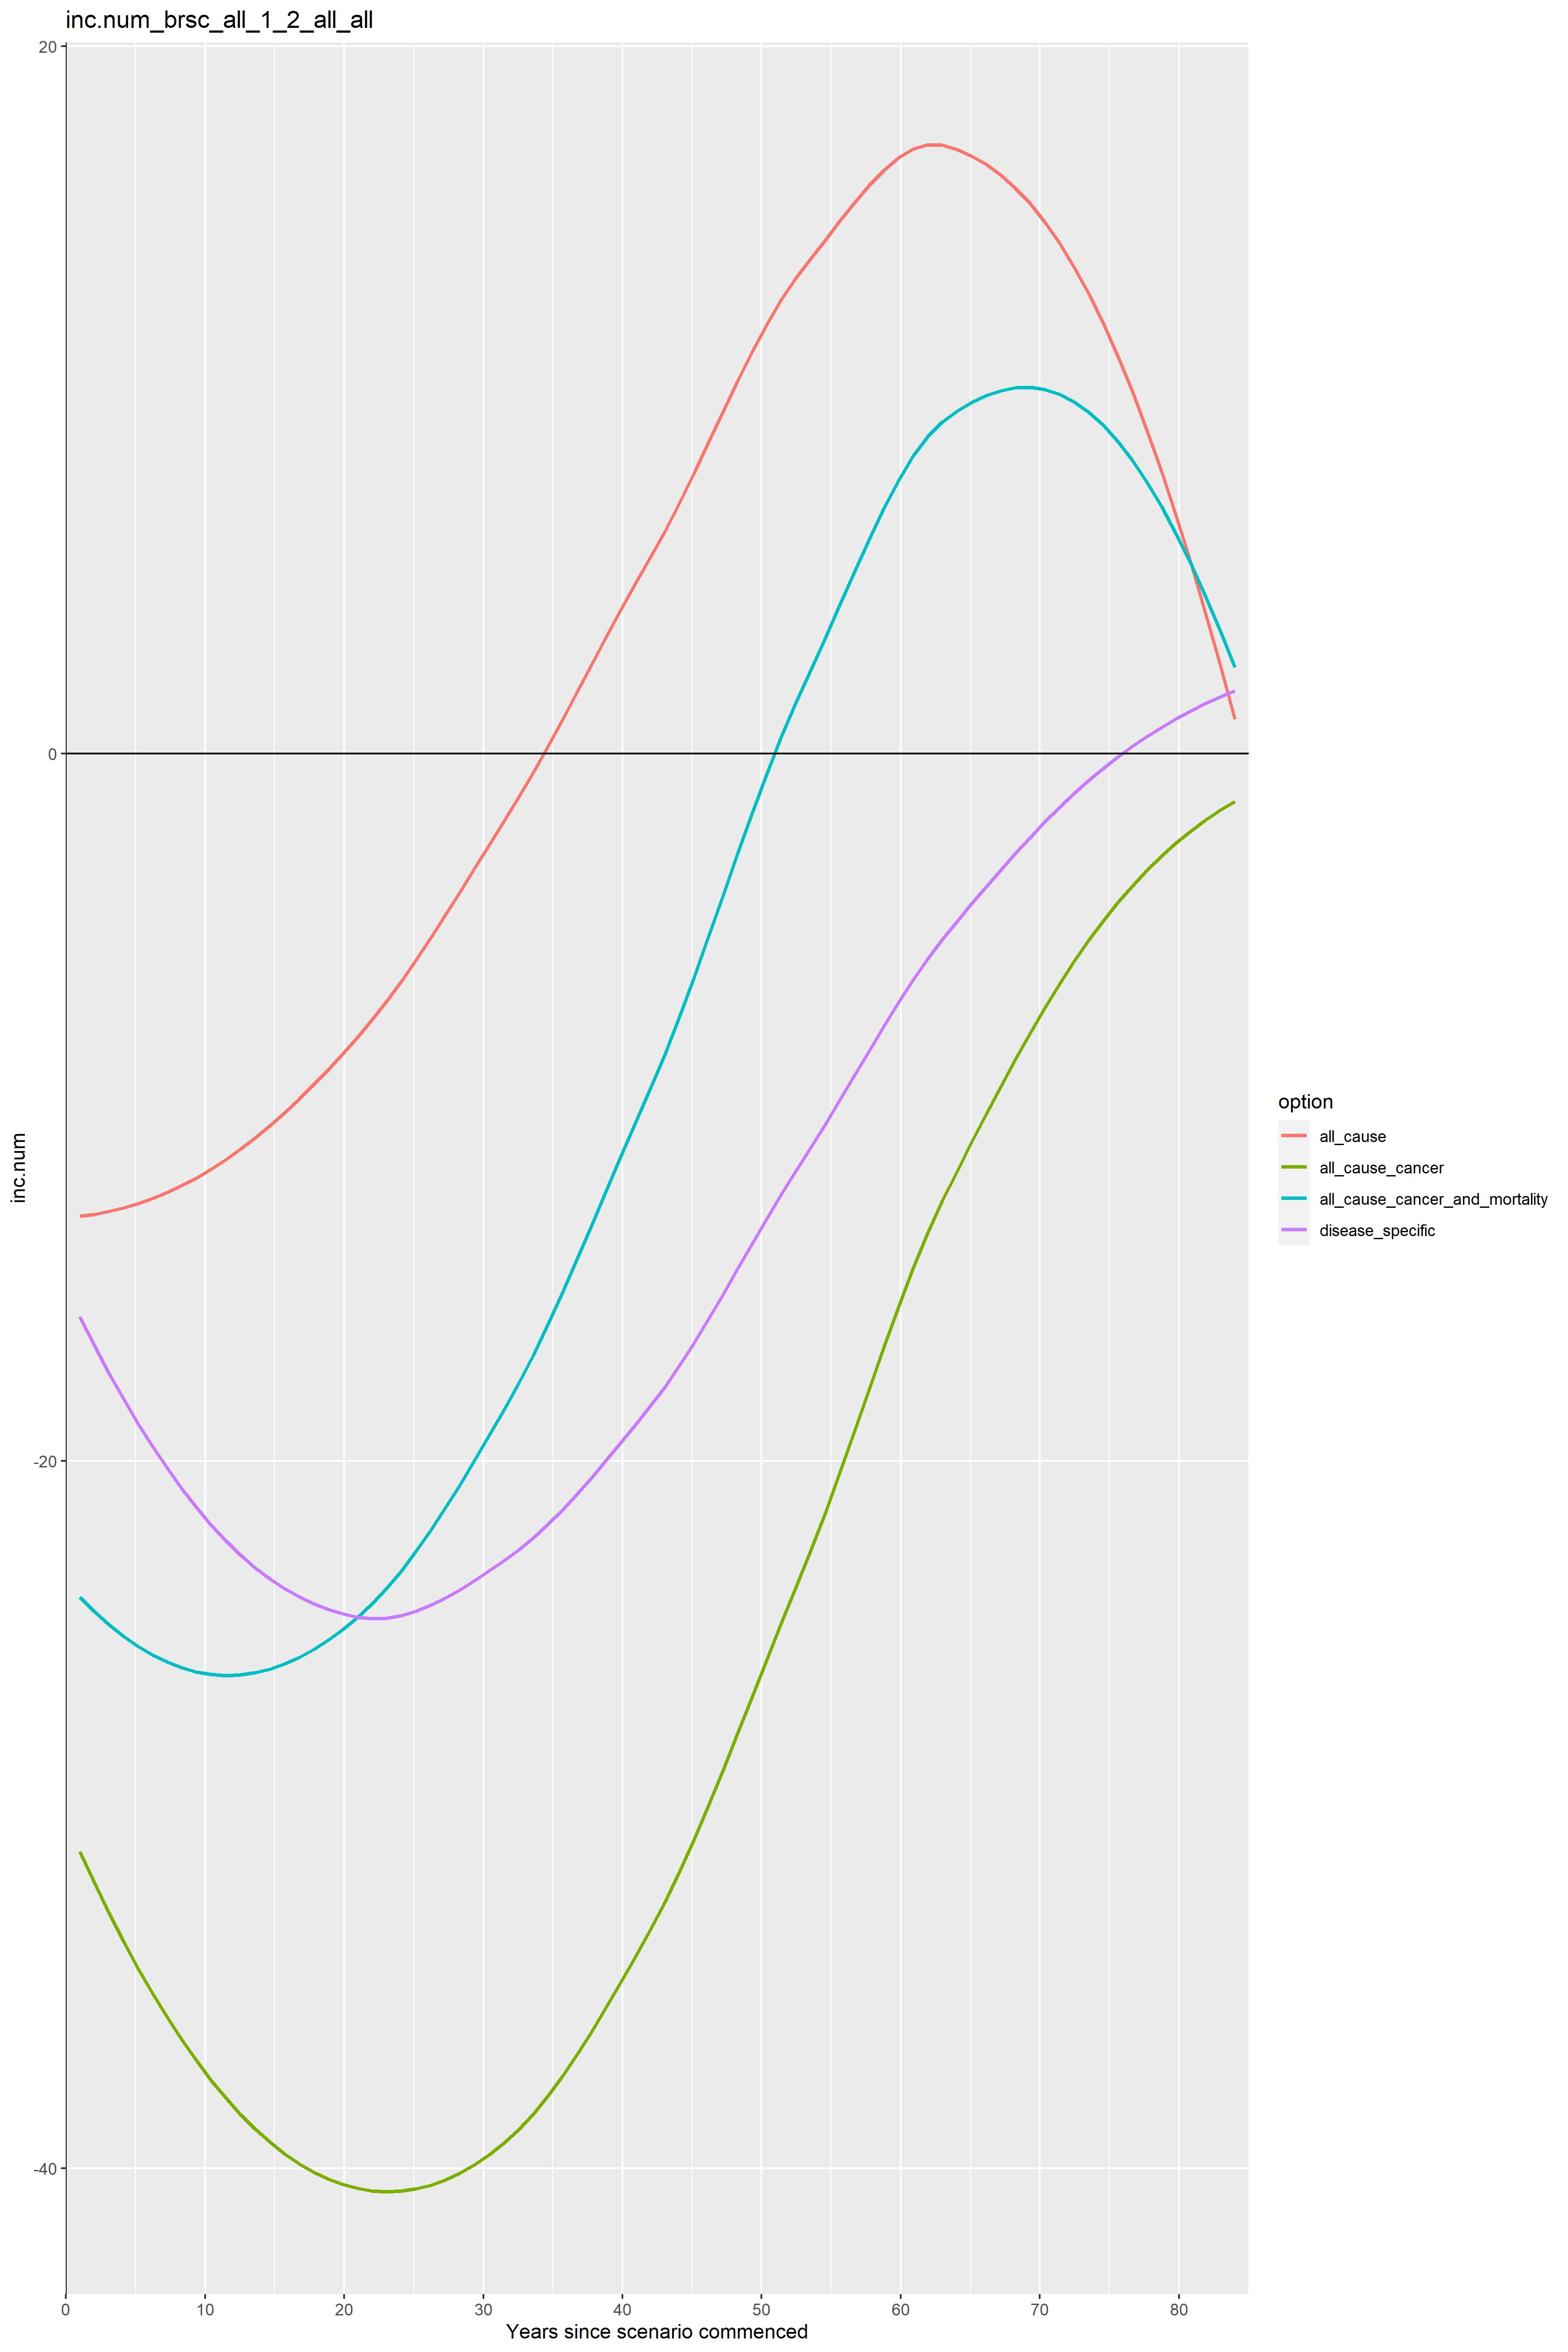 inc.num_brsc_all_1_2_all_all
20
0
-20
-40
inc.num
0 10 20 30 40 50 60 70 80
Years since scenario commenced
option
all_cause
all_cause_cancer
all_cause_cancer_and_mortality
disease_specific